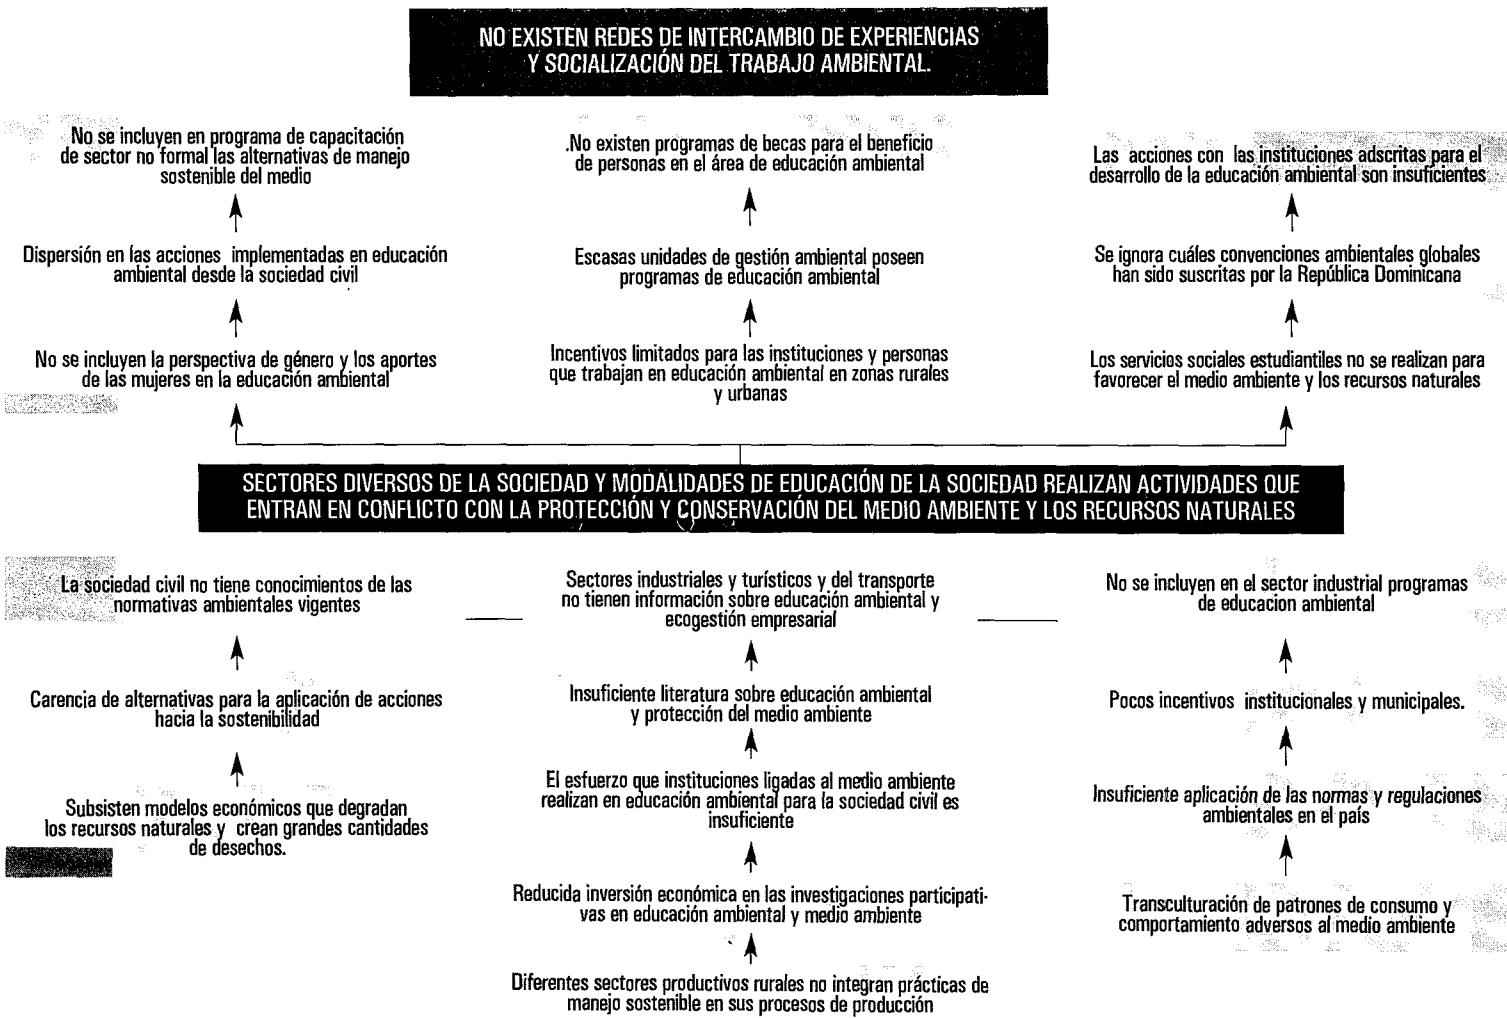 NO EXISTEN REDES DE INTERCAMBIO DE EXPERIENCIAS
Y SOCIALIZACIÓN DEL TRABAJO AMBIENTAL.
No se incluyen en programa de capacitación
de sector no formal las alternativas de manejo
sostenible del medio
.No existen programas de becas para el beneficio
de personas en el área de educación ambiental
Las acciones con las instituciones adscritas para el
desarrollo de la educación ambiental son insuficientes
Dispersión en las acciones implementadas en educación
ambiental desde la sociedad civil
Escasas unidades de gestión ambiental poseen
programas de educación ambiental
Se ignora cuáles convenciones ambientales globales
han sido suscritas por la República Dominicana
No se incluyen la perspectiva de género y los aportes
de las mujeres en la educación ambiental
Incentivos limitados para las instituciones y personas
que trabajan en educación ambiental en zonas rurales
y urbanas
Los servicios sociales estudiantiles no se realizan para
favorecer el medio ambiente y los recursos naturales
SECTORES DIVERSOS DE LA SOCIEDAD Y MODALIDADES DE EDUCACIÓN DE LA SOCIEDAD REALIZAN ACTIVIDADES QUE
ENTRAN EN CONFLICTO CON LA PROTECCIÓN Y CONSERVACIÓN DEL MEDIO AMBIENTE Y LOS RECURSOS NATURALES
La sociedad civil no tiene conocimientos de las
normativas ambientales vigentes
Sectores industriales y turísticos y del transporte
no tienen información sobre educación ambiental y
ecogestión empresarial
No se incluyen en el sector industrial programas
de educacion ambiental
Carencia de alternativas para la aplicación de acciones
hacia la sostenibilidad
Insuficiente literatura sobre educación ambiental
y protección del medio ambiente
Pocos incentivos institucionales y municipales.
Subsisten modelos económicos que degradan
los recursos naturales y crean grandes cantidades
de desechos.
El esfuerzo que instituciones ligadas al medio ambiente
realizan en educación ambiental para la sociedad civil es
insuficiente
Insuficiente aplicación de las normas y regulaciones
ambientales en el país
Reducida inversión económica en las investigaciones participati-
vas en educación ambiental y medio ambiente
Transculturación de patrones de consumo y
comportamiento adversos al medio ambiente
Diferentes sectores productivos rurales no integran prácticas de
manejo sostenible en sus procesos de producción